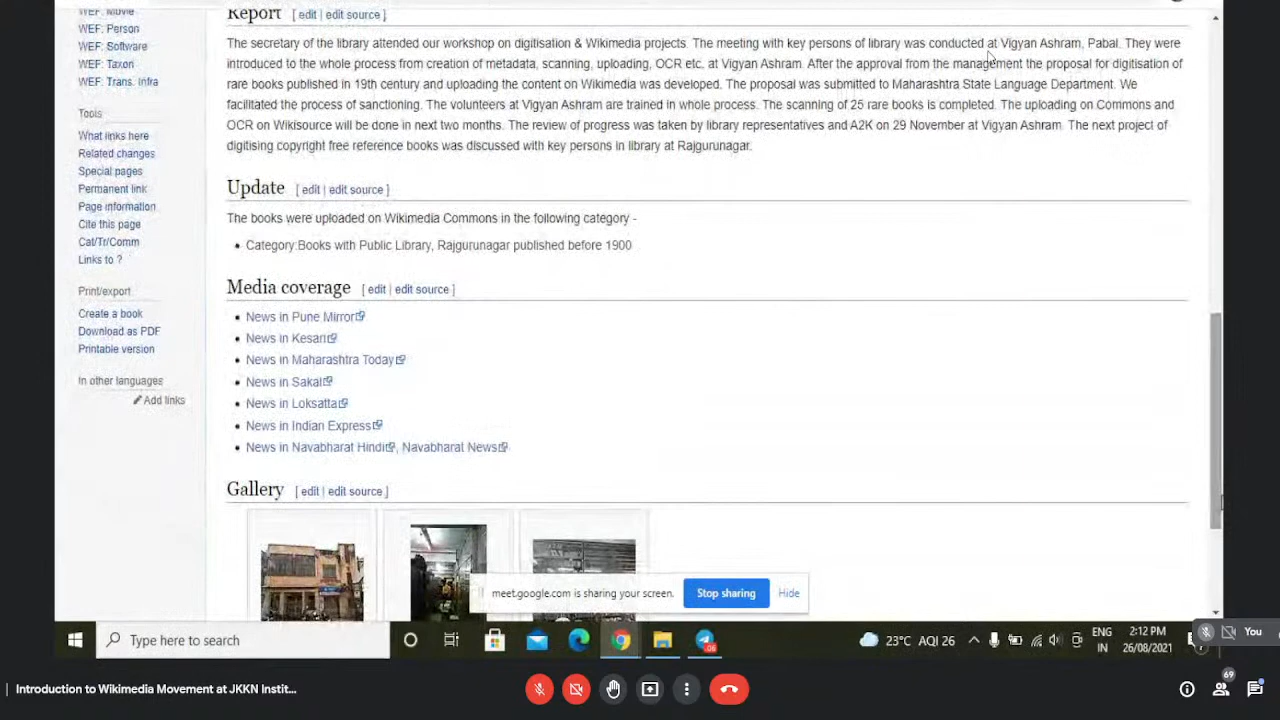 WEF: Movie
WEF: Person
WEF: Software
WEF: Taxon
WEF: Trans. Infra
Tools
What links here
Related changes
Special pages
Permanent link
Page information
Cite this page
Cat/Tr/Comm
Links to ?
Print/export
Create a book
Download as PDF
Printable version
In other languages
Add links
Report [ edit | edit source ]
The secretary of the library attended our workshop on digitisation & Wikimedia projects. The meeting with key persons of library was conducted at Vigyan Ashram, Pabal. They were
introduced to the whole process from creation of metadata, scanning, uploading, OCR etc. at Vigyan Ashram. After the approval from the management the proposal for digitisation of
rare books published in 19th century and uploading the content on Wikimedia was developed. The proposal was submitted to Maharashtra State Language Department. We
facilitated the process of sanctioning. The volunteers at Vigyan Ashram are trained in whole process. The scanning of 25 rare books is completed. The uploading on Commons and
OCR on Wikisource will be done in next two months. The review of progress was taken by library representatives and A2K on 29 November at Vigyan Ashram. The next project of
digitising copyright free reference books was discussed with key persons in library at Rajgurunagar.
Update [ edit | edit source ]
The books were uploaded on Wikimedia Commons in the following category -
• Category:Books with Public Library, Rajgurunagar published before 1900
Media coverage [ edit | edit source ]
• News in Pune Mirror
• News in Kesari
• News in Maharashtra Today
• News in Sakal
• News in Loksatta
• News in Indian Express
• News in Navabharat Hindi, Navabharat News
Gallery [ edit | edit source ]
meet.google.com is sharing your screen. Stop sharing Hide
Type here to search
23°C AQI 26
ENG
IN
2:12 PM
26/08/2021
You
Introduction to Wikimedia Movement at JKKN Instit...
69